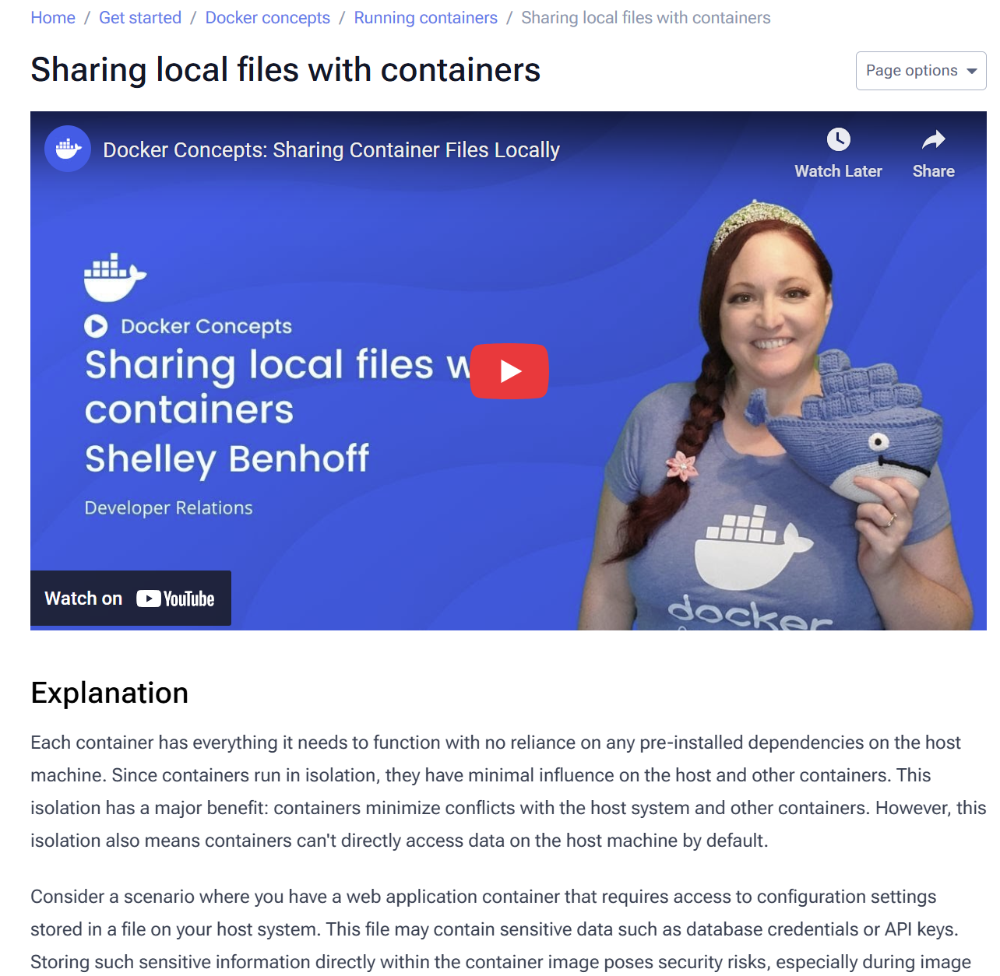 Home / Get started / Docker concepts / Running containers / Sharing local files with containers
Sharing local files with containers
Page options
Docker Concepts: Sharing Container Files Locally
Watch Later
Share
Docker Concepts
Sharing local files w
containers
Shelley Benhoff
Developer Relations
docker
Watch on YouTube
Explanation
Each container has everything it needs to function with no reliance on any pre-installed dependencies on the host
machine. Since containers run in isolation, they have minimal influence on the host and other containers. This
isolation has a major benefit: containers minimize conflicts with the host system and other containers. However, this
isolation also means containers can't directly access data on the host machine by default.
Consider a scenario where you have a web application container that requires access to configuration settings
stored in a file on your host system. This file may contain sensitive data such as database credentials or API keys.
Storing such sensitive information directly within the container image poses security risks, especially during image